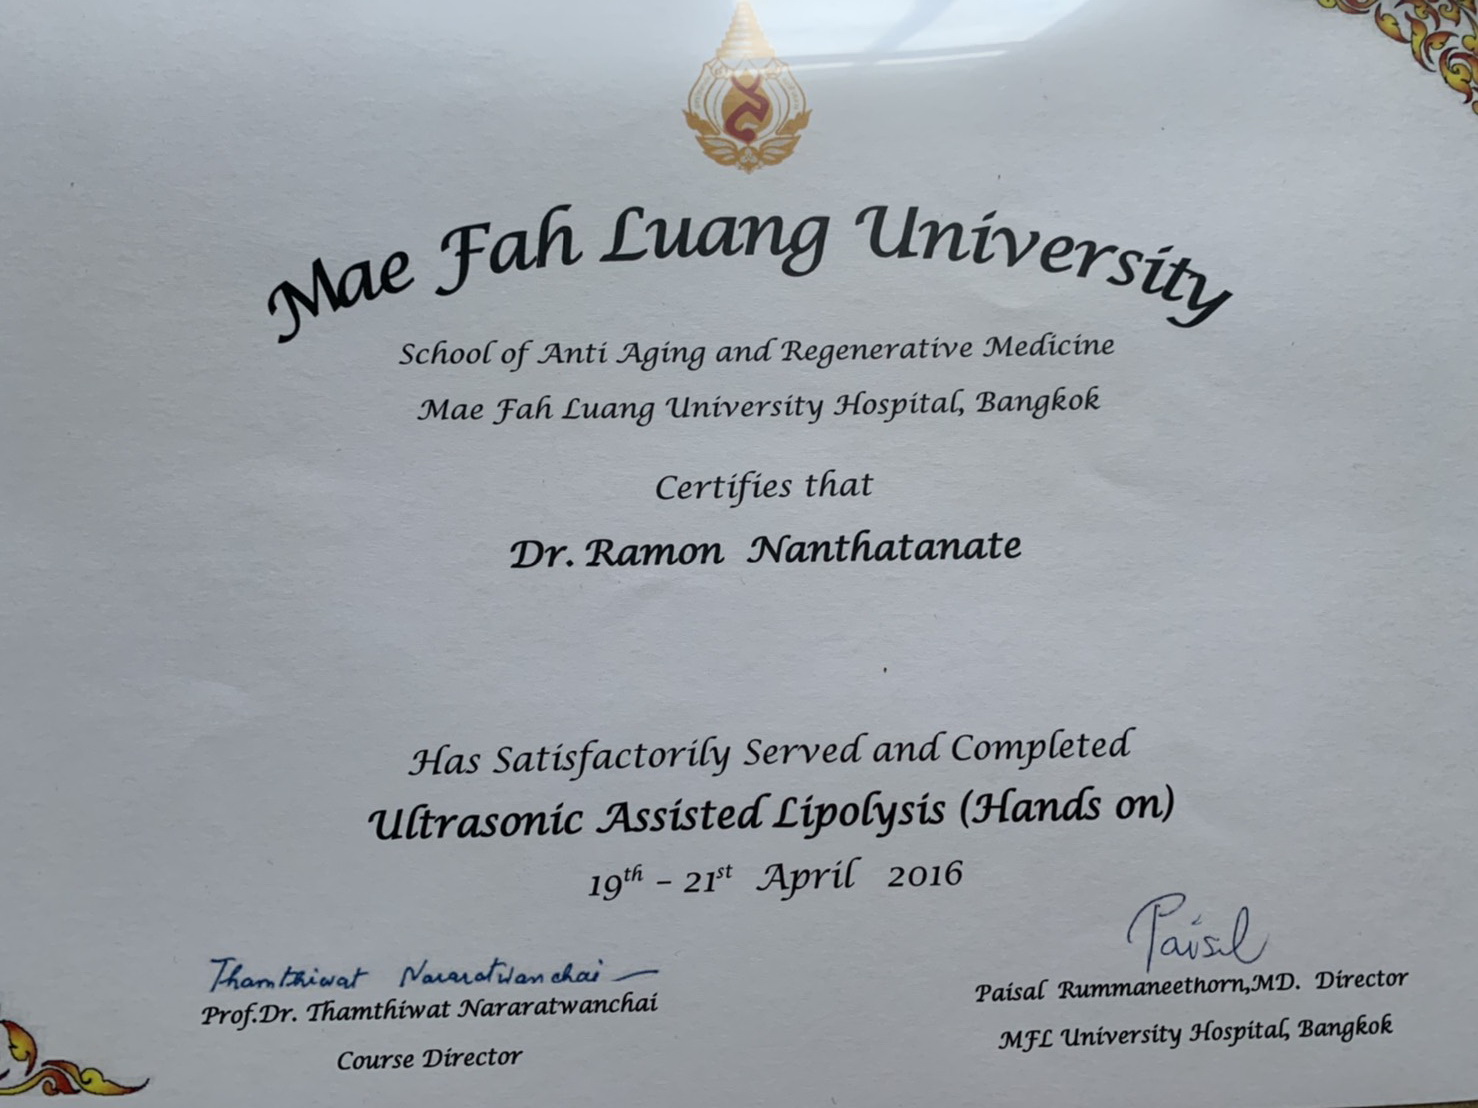 Mae Fah Luang University
School of Anti Aging and Regenerative Medicine
Mae Fah Luang University Hospital, Bangkok
Certifies that
Dr. Ramon Nanthatanate
Has Satisfactorily Served and Completed
Ultrasonic Assisted Lipolysis (Hands on)
19th – 21st April 2016
Thamthiwat Nararatwanchai
Prof.Dr. Thamthiwat Nararatwanchai
Course Director
Paisal
Paisal Rummaneethorn,MD. Director
MFL University Hospital, Bangkok